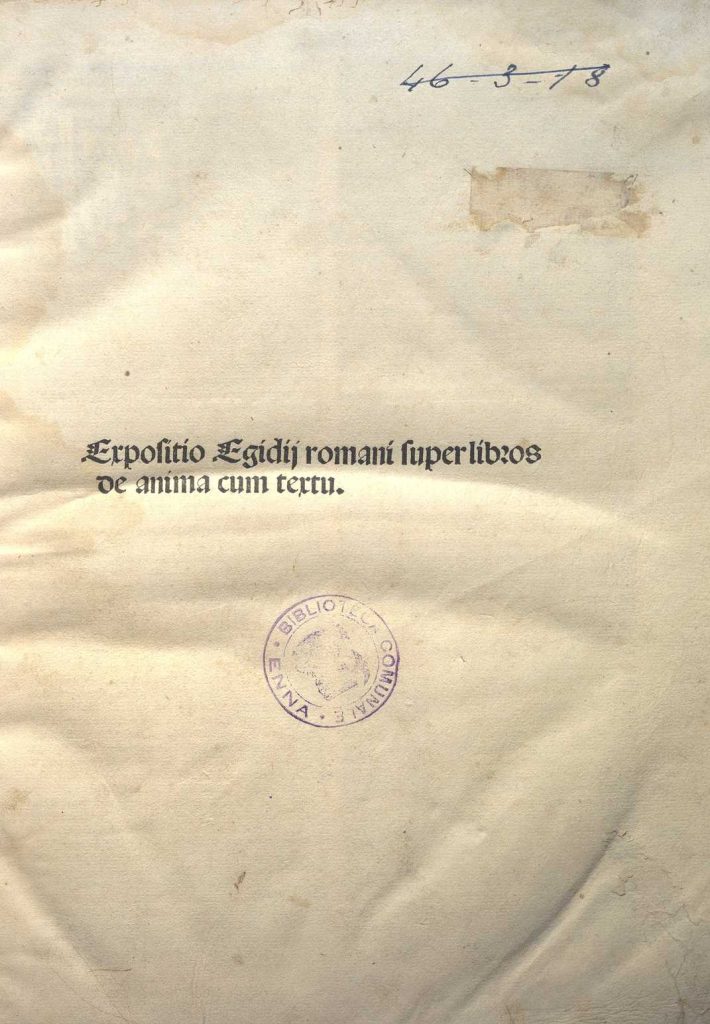 46-3-18
Expositio Egidij romani super libros
de anima cum textu.
BIBLIOTECA COMUNALE
ENNA